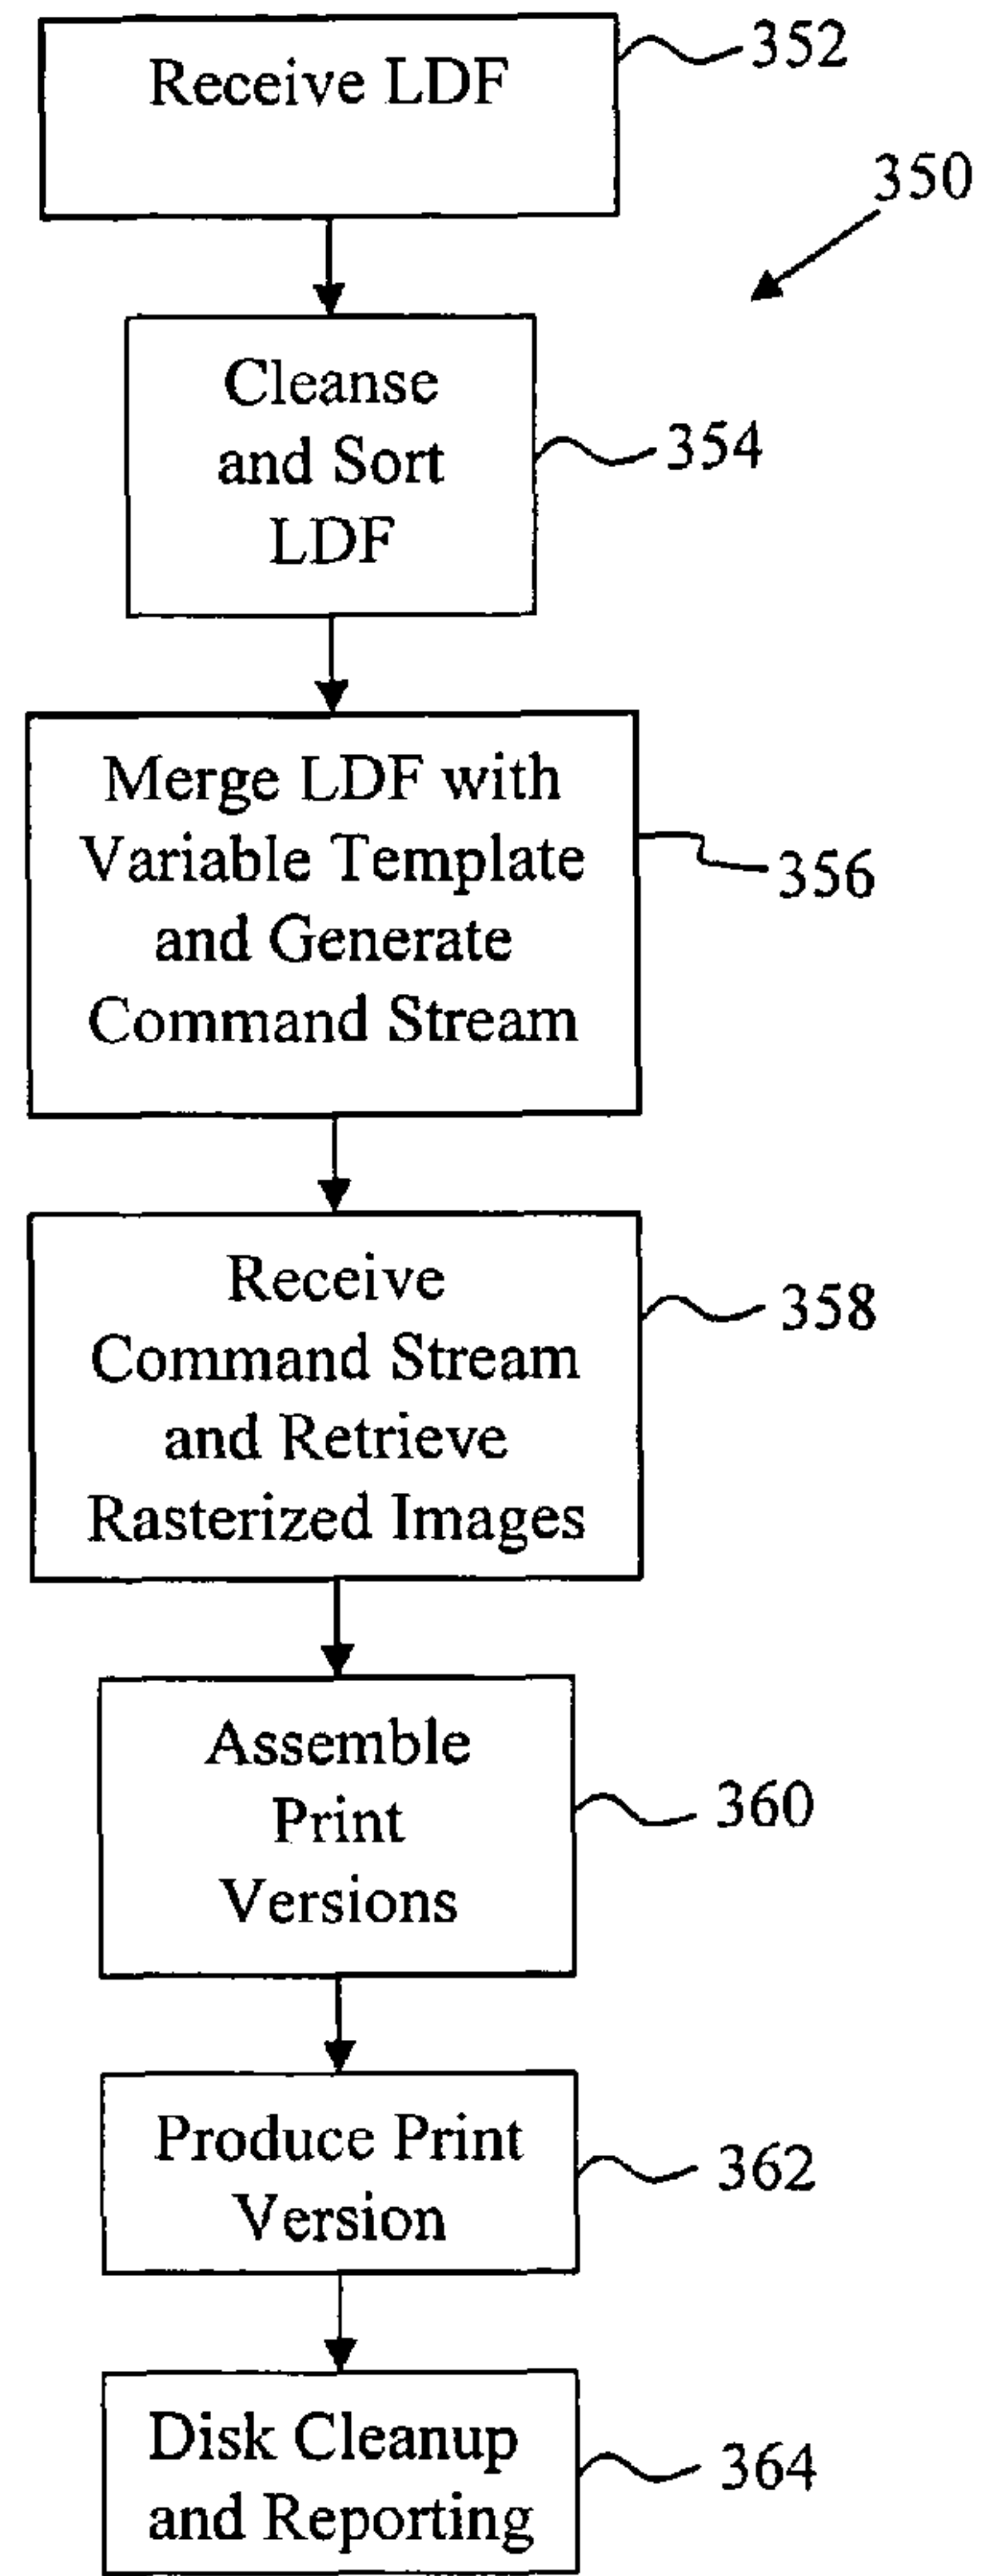 Receive LDF
352
350
Cleanse
and Sort
LDF
354
Merge LDF with
Variable Template
and Generate
Command Stream
356
Receive
Command Stream
and Retrieve
Rasterized Images
358
Assemble
Print
Versions
360
Produce Print
Version
362
Disk Cleanup
and Reporting
364